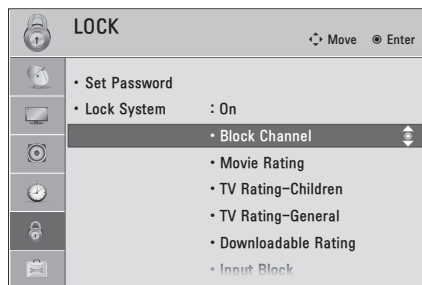 LOCK
Move Enter
• Set Password
• Lock System : On
• Block Channel
• Movie Rating
• TV Rating-Children
• TV Rating-General
• Downloadable Rating
• Input Block